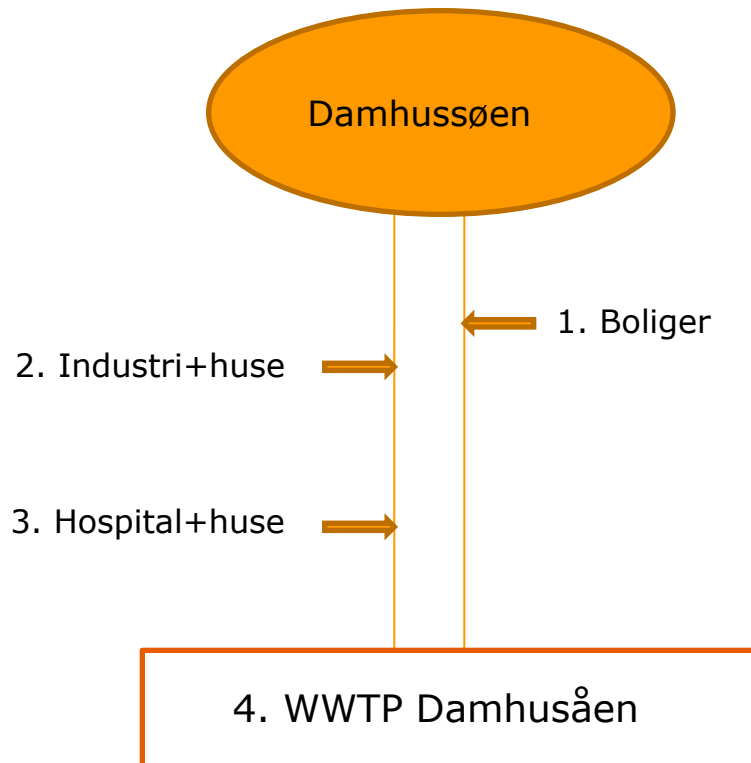 Damhussøen
1. Boliger
2. Industri+huse
3. Hospital+huse
4. WWTP Damhusåen